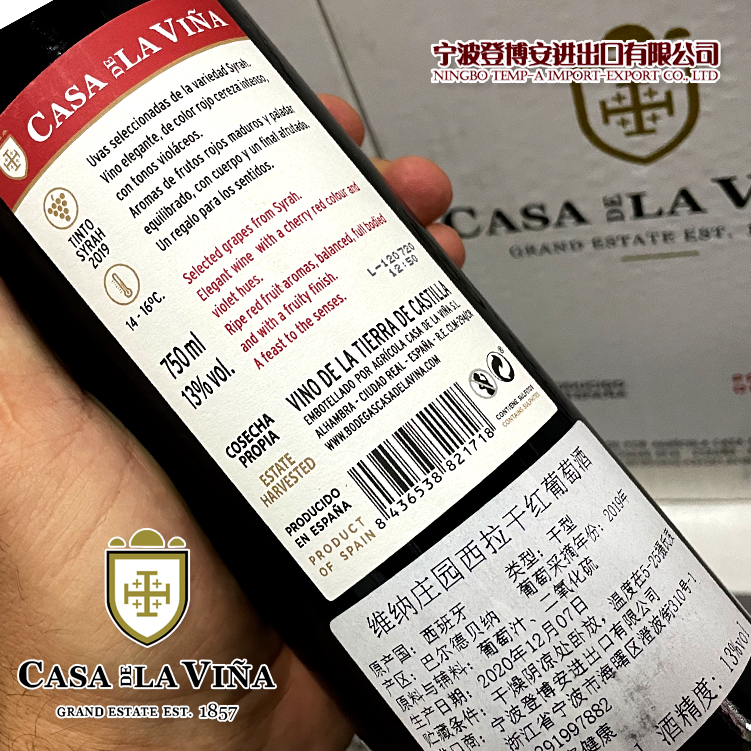 宁波登博安进出口有限公司
NINGBO TEMP-A IMPORT-EXPORT CO., LTD
CASA DE LA VIÑA
Uvas seleccionadas de la variedad Syrah.
Vino elegante, de color rojo cereza intenso,
con tonos violáceos.
Aromas de frutos rojos maduros y paladar
equilibrado, con cuerpo y un final afrutado.
Un regalo para los sentidos.
TINTO
SYRAH
2019
Selected grapes from Syrah.
Elegant wine with a cherry red colour and
violet hues.
Ripe red fruit aromas, balanced, full bodied
and with a fruity finish.
A feast to the senses.
L-120720
12:50
14 - 16ºC.
750 ml
13% vol.
VINO DE LA TIERRA DE CASTILLA
EMBOTELLADO POR AGRÍCOLA CASA DE LA VIÑA S.L.
ALHAMBRA - CIUDAD REAL - ESPAÑA - R.E. CLM-294/CR
WWW.BODEGASCASADELAVINA.COM
COSECHA
PROPIA
ESTATE
HARVESTED
PRODUCIDO
EN ESPAÑA
PRODUCT
OF SPAIN
8 436538 821718
CONTIENE SULFITOS
CONTAINS SULPHITES
维纳庄园西拉干红葡萄酒
原产国：西班牙 类型：干型
产区：巴尔德贝纳 葡萄采摘年份：2019年
原料与辅料：葡萄汁、二氧化硫
生产日期：2020年12月07日
贮藏条件：干燥阴凉处卧放，温度在5-25摄氏度
进口商：宁波登博安进出口有限公司
浙江省宁波市海曙区澄波街310号-1
91997882
健康
酒精度：13%vol
CASA DE LA VIÑA
GRAND ESTATE EST. 1857
CASA DE LA VIÑA
GRAND ESTATE EST. 1857